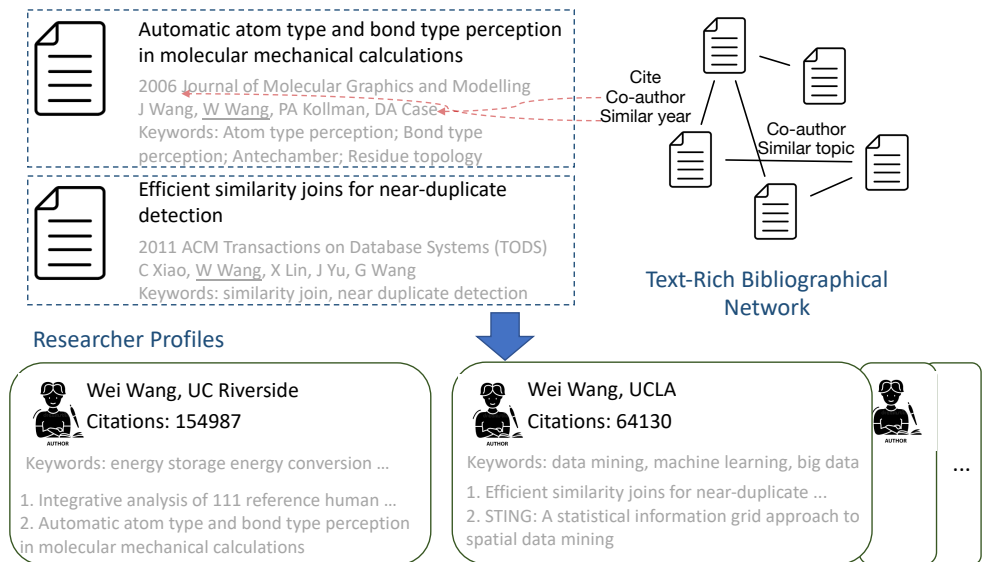 Automatic atom type and bond type perception
in molecular mechanical calculations
2006 Journal of Molecular Graphics and Modelling
J Wang, W Wang, PA Kollman, DA Case
Keywords: Atom type perception; Bond type
perception; Antechamber; Residue topology
Efficient similarity joins for near-duplicate
detection
2011 ACM Transactions on Database Systems (TODS)
C Xiao, W Wang, X Lin, J Yu, G Wang
Keywords: similarity join, near duplicate detection
Cite
Co-author
Similar year
Co-author
Similar topic
Text-Rich Bibliographical
Network
Researcher Profiles
AUTHOR
Wei Wang, UC Riverside
Citations: 154987
Keywords: energy storage energy conversion ...
1. Integrative analysis of 111 reference human ...
2. Automatic atom type and bond type perception
in molecular mechanical calculations
AUTHOR
Wei Wang, UCLA
Citations: 64130
Keywords: data mining, machine learning, big data
1. Efficient similarity joins for near-duplicate ...
2. STING: A statistical information grid approach to
spatial data mining
AUTHOR
...